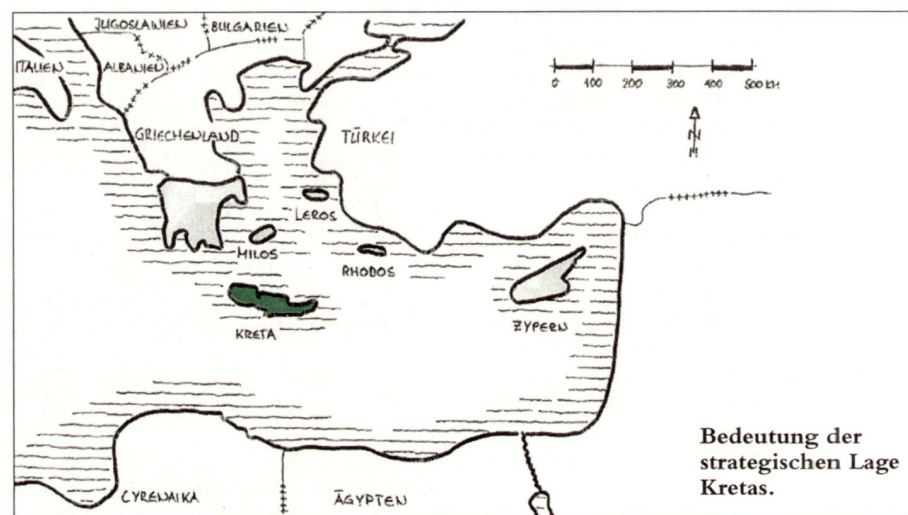 JUGOSLAINIEN
BULGARIEN
ITALIEN
ALBANIEN
0 100 200 300 400 500 KM
GRIECHENLAND
TÜRKEI
N
LEROS
MILOS
RHODOS
KRETA
ZYPERN
Bedeutung der
strategischen Lage
Kretas.
CYRENAIKA
ÄGYPTEN